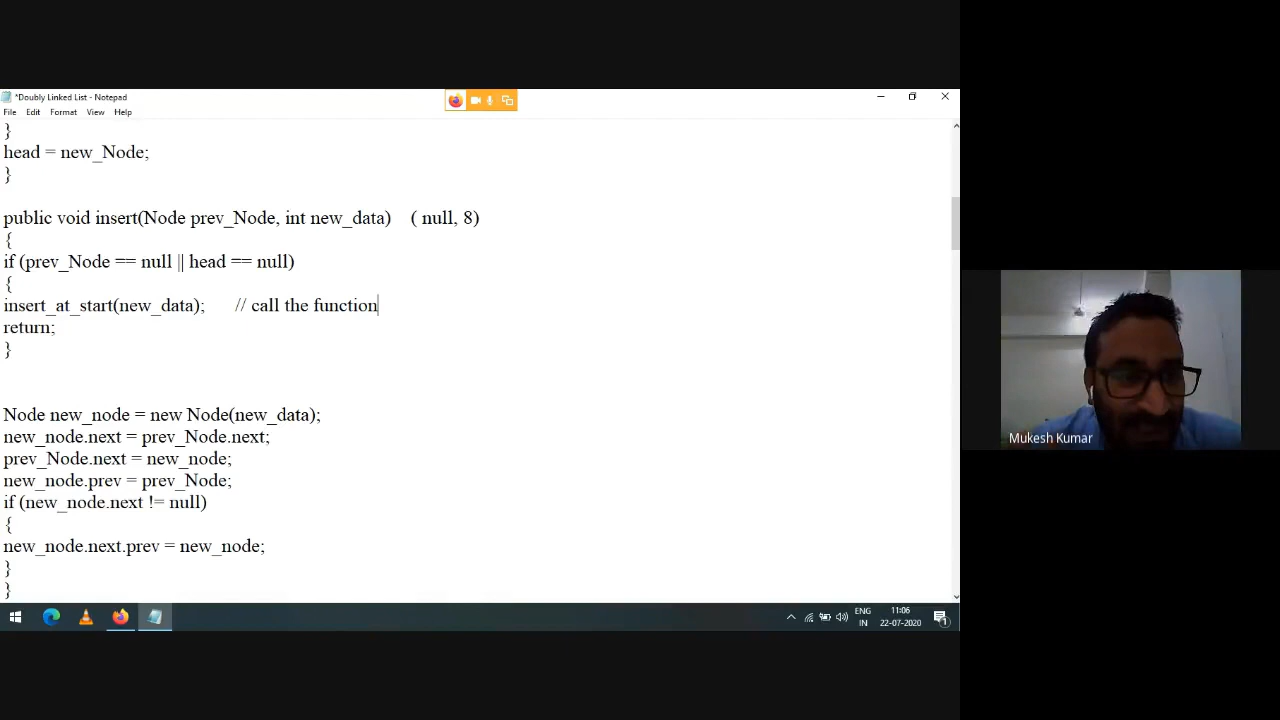 *Doubly Linked List - Notepad
File Edit Format View Help
}
head = new_Node;
}
public void insert(Node prev_Node, int new_data) ( null, 8)
{
if (prev_Node == null || head == null)
{
insert_at_start(new_data); // call the function
return;
}
Node new_node = new Node(new_data);
new_node.next = prev_Node.next;
prev_Node.next = new_node;
new_node.prev = prev_Node;
if (new_node.next != null)
{
new_node.next.prev = new_node;
}
}
Mukesh Kumar
ENG
IN
11:06
22-07-2020
1